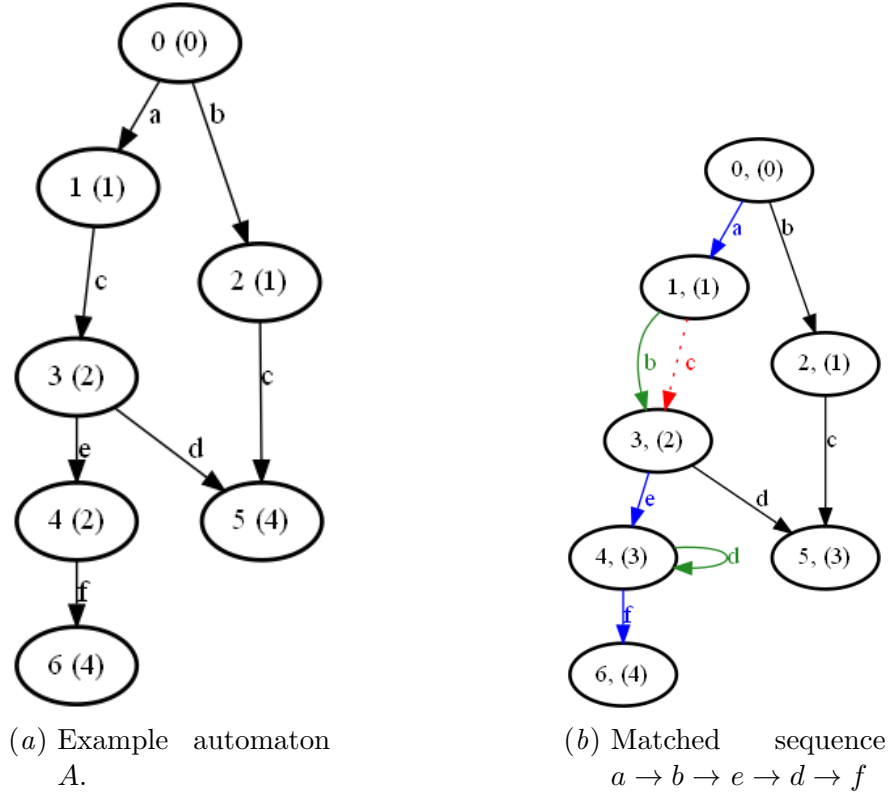 0 (0)
a
b
1 (1)
c
2 (1)
3 (2)
c
e
d
4 (2)
5 (4)
f
6 (4)
(a) Example automaton
A.
0, (0)
a
b
1, (1)
b
c
2, (1)
3, (2)
c
e
d
4, (3)
d
5, (3)
f
6, (4)
(b) Matched sequence
a → b → e → d → f